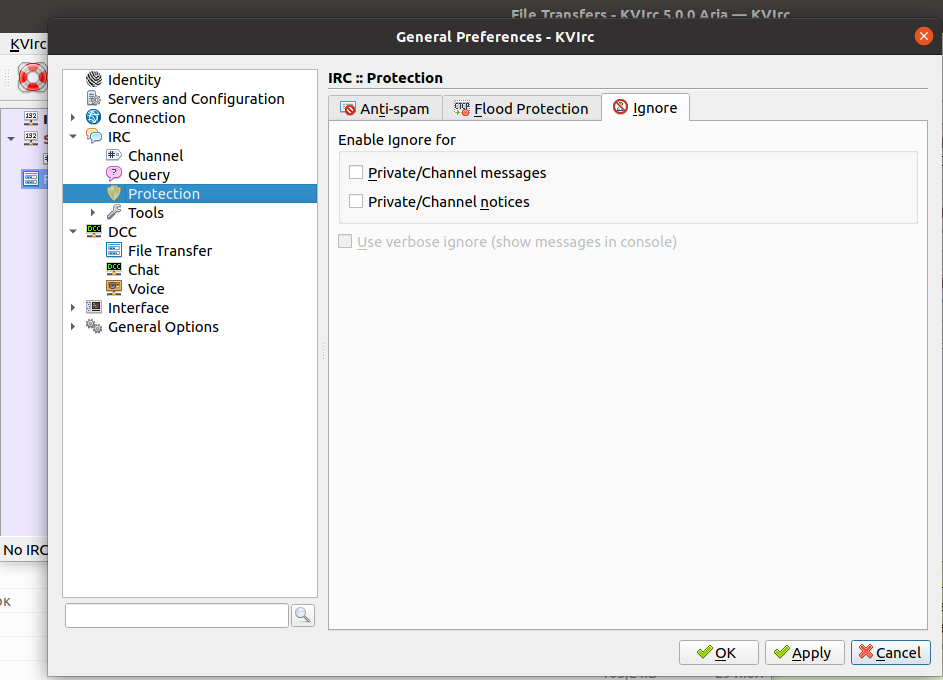 File Transfers - KVIrc 5.0.0 Aria — KVIrc
General Preferences - KVIrc
KVIrc
Identity
Servers and Configuration
Connection
IRC
Channel
Query
Protection
Tools
DCC
File Transfer
Chat
Voice
Interface
General Options
IRC :: Protection
Anti-spam
Flood Protection
Ignore
Enable Ignore for
Private/Channel messages
Private/Channel notices
Use verbose ignore (show messages in console)
No IRC
OK
Apply
Cancel